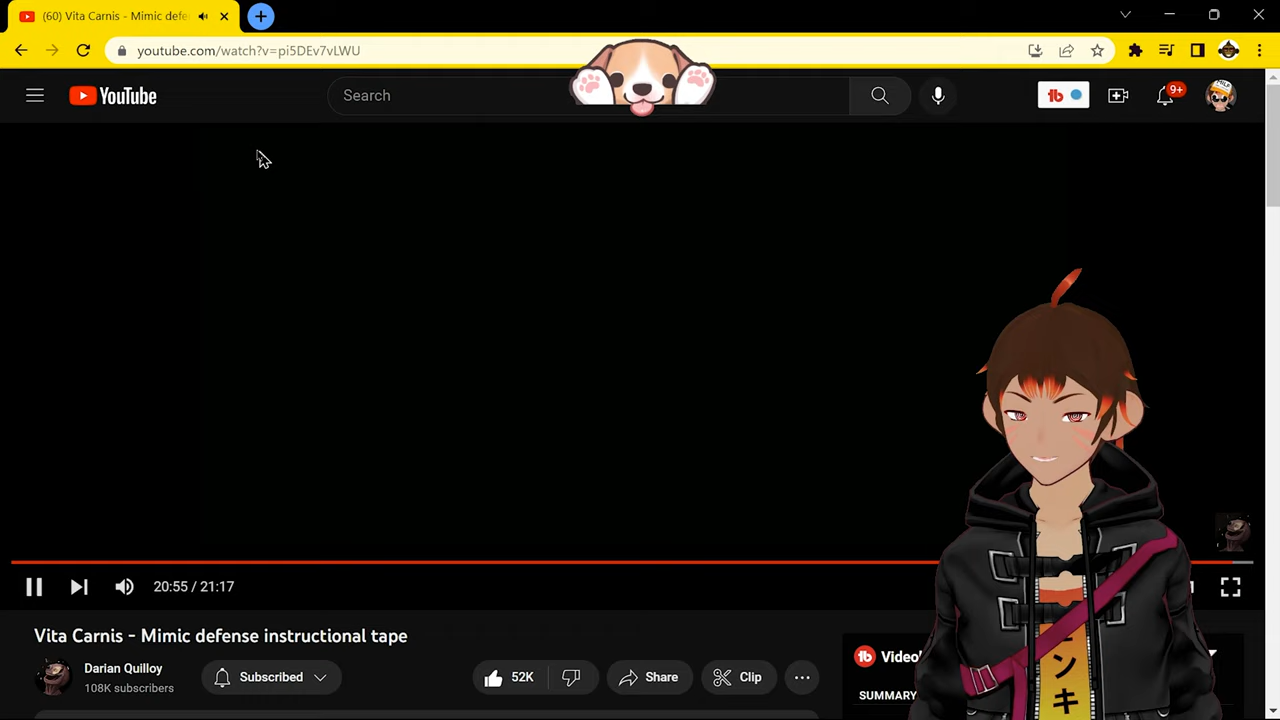 (60) Vita Carnis - Mimic defe
youtube.com/watch?v=pi5DEv7vLWU
YouTube
Search
9+
20:55 / 21:17
Vita Carnis - Mimic defense instructional tape
Darian Quilloy
108K subscribers
Subscribed
52K
Share
Clip
SUMMARY
ンキ